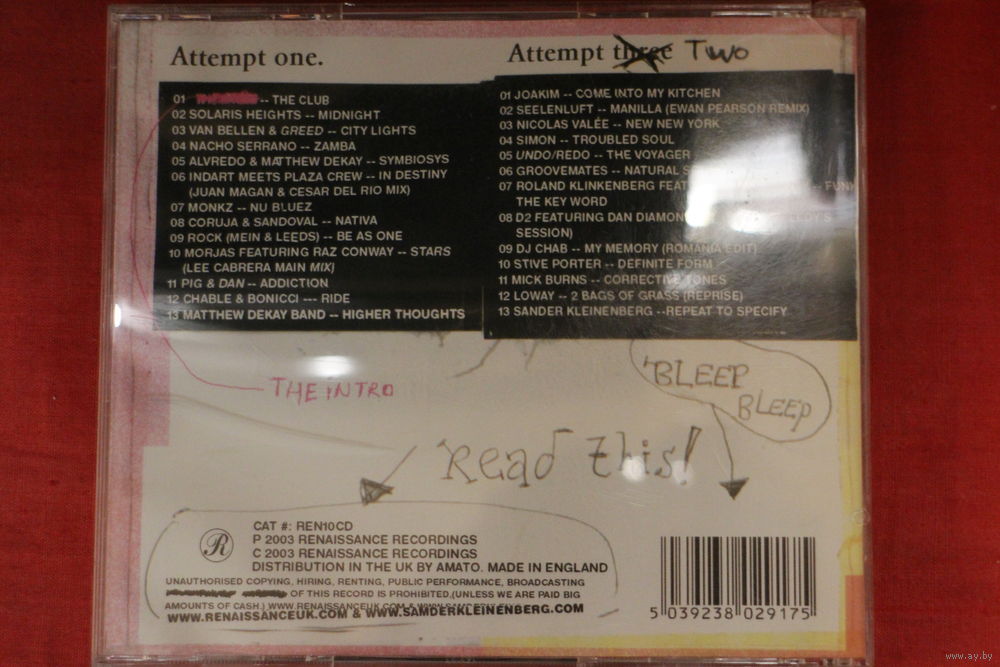 Attempt one.
01 -- THE CLUB
02 SOLARIS HEIGHTS -- MIDNIGHT
03 VAN BELLEN & GREED -- CITY LIGHTS
04 NACHO SERRANO -- ZAMBA
05 ALVREDO & MATTHEW DEKAY -- SYMBIOSYS
06 INDART MEETS PLAZA CREW -- IN DESTINY
(JUAN MAGAN & CESAR DEL RIO MIX)
07 MONKZ -- NU BLUEZ
08 CORUJA & SANDOVAL -- NATIVA
09 ROCK (MEIN & LEEDS) -- BE AS ONE
10 MORJAS FEATURING RAZ CONWAY -- STARS
(LEE CABRERA MAIN MIX)
11 PIG & DAN -- ADDICTION
12 CHABLE & BONICCI --- RIDE
13 MATTHEW DEKAY BAND -- HIGHER THOUGHTS
Attempt three TWO
01 JOAKIM -- COME INTO MY KITCHEN
02 SEELENLUFT -- MANILLA (EWAN PEARSON REMIX)
03 NICOLAS VALÉE -- NEW NEW YORK
04 SIMON -- TROUBLED SOUL
05 UNDO/REDO -- THE VOYAGER
06 GROOVEMATES -- NATURAL
07 ROLAND KLINKENBERG -- FUNK
THE KEY WORD
08 D2 FEATURING DAN
SESSION)
09 DJ CHAB -- MY MEMORY (ROMANIA EDIT)
10 STIVE PORTER -- DEFINITE FORM
11 MICK BURNS -- CORRECTIVE TONES
12 LOWAY -- 2 BAGS OF GRASS (REPRISE)
13 SANDER KLEINENBERG --REPEAT TO SPECIFY
THE INTRO
BLEEP
BLEEP
Read this!
R
CAT #: REN10CD
P 2003 RENAISSANCE RECORDINGS
C 2003 RENAISSANCE RECORDINGS
DISTRIBUTION IN THE UK BY AMATO. MADE IN ENGLAND
UNAUTHORISED COPYING, HIRING, RENTING, PUBLIC PERFORMANCE, BROADCASTING
OF THIS RECORD IS PROHIBITED.(UNLESS WE ARE PAID BIG
AMOUNTS OF CASH.) WWW.RENAISSANCEUK.COM &
WWW.RENAISSANCEUK.COM & WWW.SAMDERKLEINENBERG.COM
5 039238 029175
www.ay.by